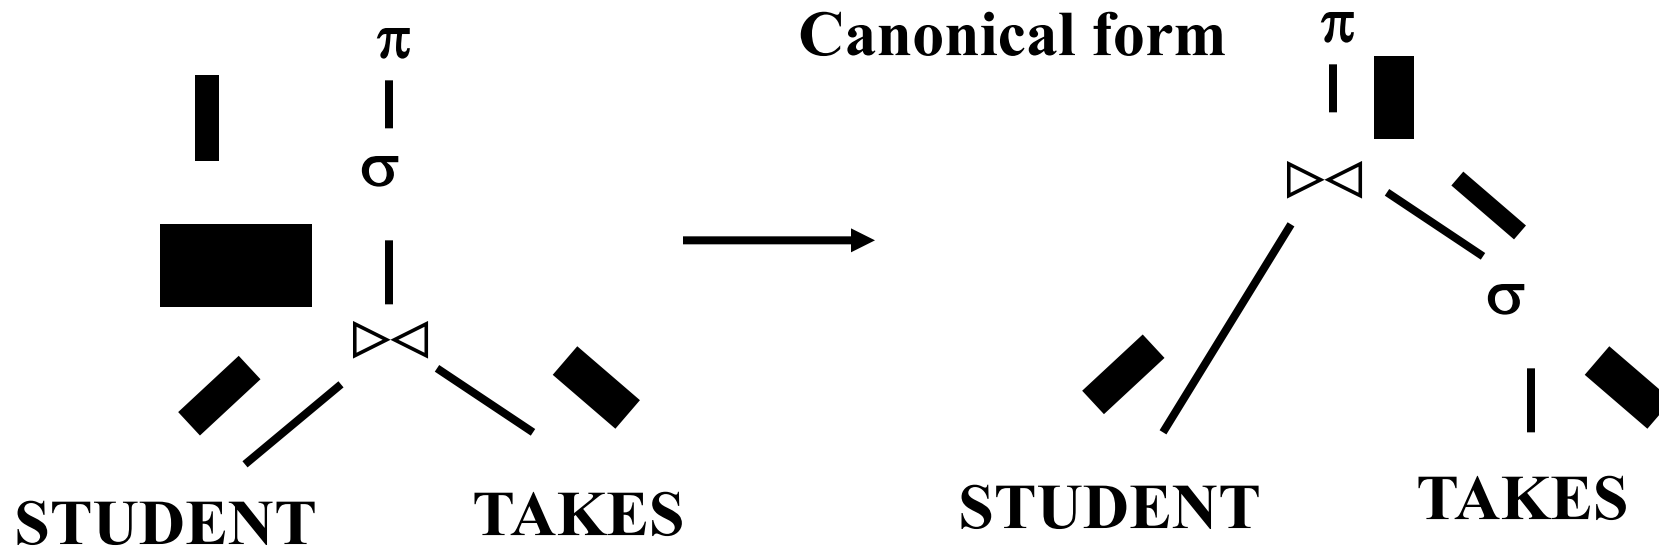 Canonical form
π
π
σ
⋈
⋈
σ
STUDENT
TAKES
STUDENT
TAKES